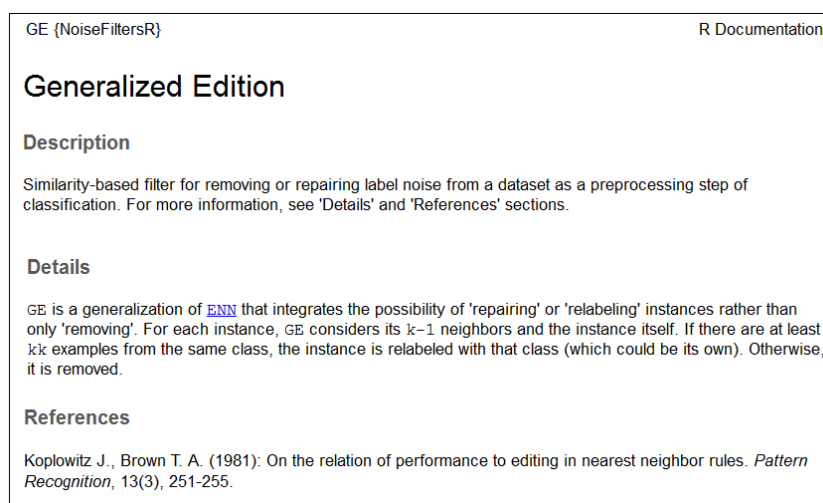 GE {NoiseFiltersR} R Documentation
Generalized Edition
Description
Similarity-based filter for removing or repairing label noise from a dataset as a preprocessing step of
classification. For more information, see 'Details' and 'References' sections.
Details
GE is a generalization of ENN that integrates the possibility of 'repairing' or 'relabeling' instances rather than
only 'removing'. For each instance, GE considers its k-1 neighbors and the instance itself. If there are at least
kk examples from the same class, the instance is relabeled with that class (which could be its own). Otherwise,
it is removed.
References
Koplowitz J., Brown T. A. (1981): On the relation of performance to editing in nearest neighbor rules. Pattern
Recognition, 13(3), 251-255.